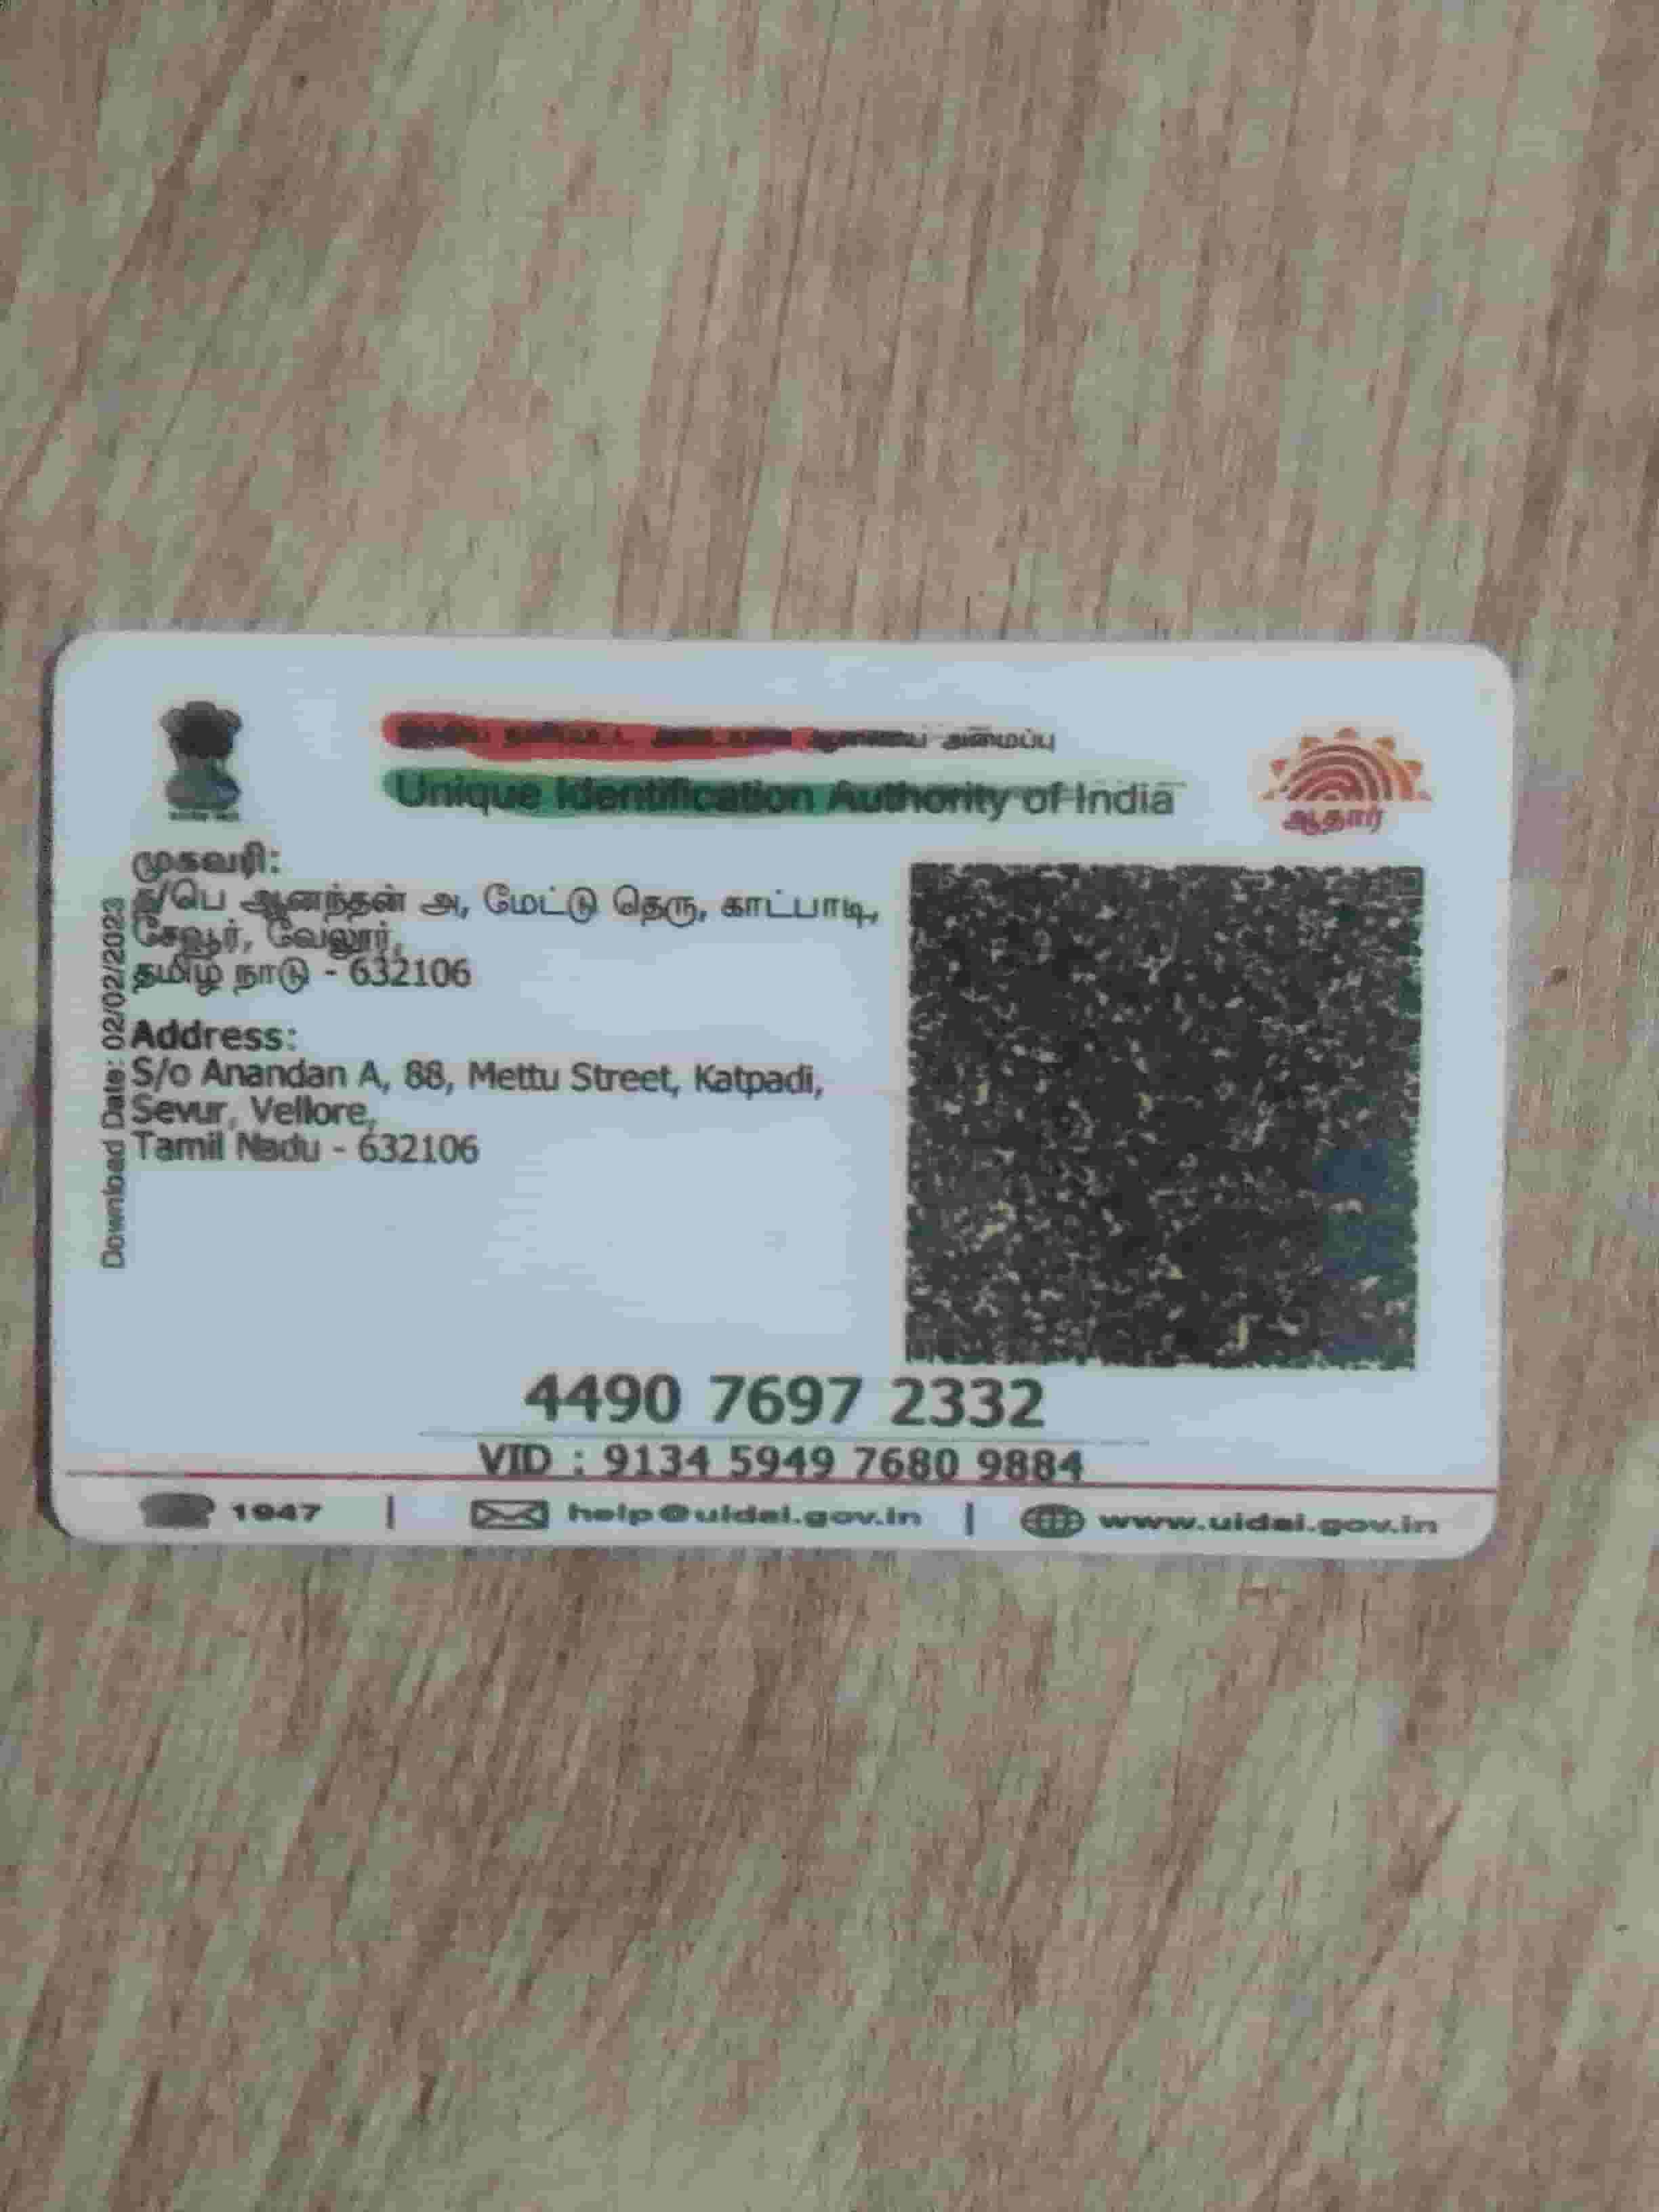 அமைப்பு
Unique Identification Authority of India
ஆதார்
முகவரி:
த/பெ ஆனந்தன் அ, மேட்டு தெரு, காட்பாடி,
சேவூர், வேலூர்,
தமிழ் நாடு - 632106
Address:
S/o Anandan A, 88, Mettu Street, Katpadi,
Sevur, Vellore,
Tamil Nadu - 632106
Download Date: 02/02/2023
4490 7697 2332
VID : 9134 5949 7680 9884
1947 | help@uidai.gov.in | www.uidai.gov.in